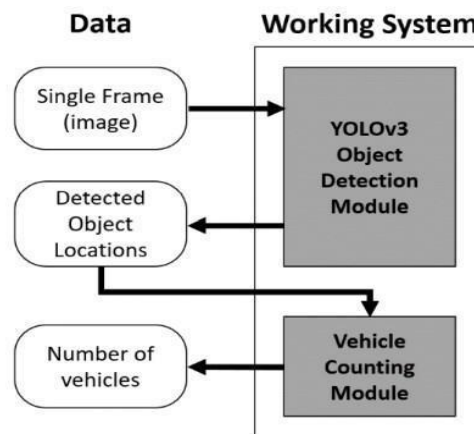 Data
Working System
Single Frame
(image)
YOLOv3
Object
Detection
Module
Detected
Object
Locations
Vehicle
Counting
Module
Number of
vehicles